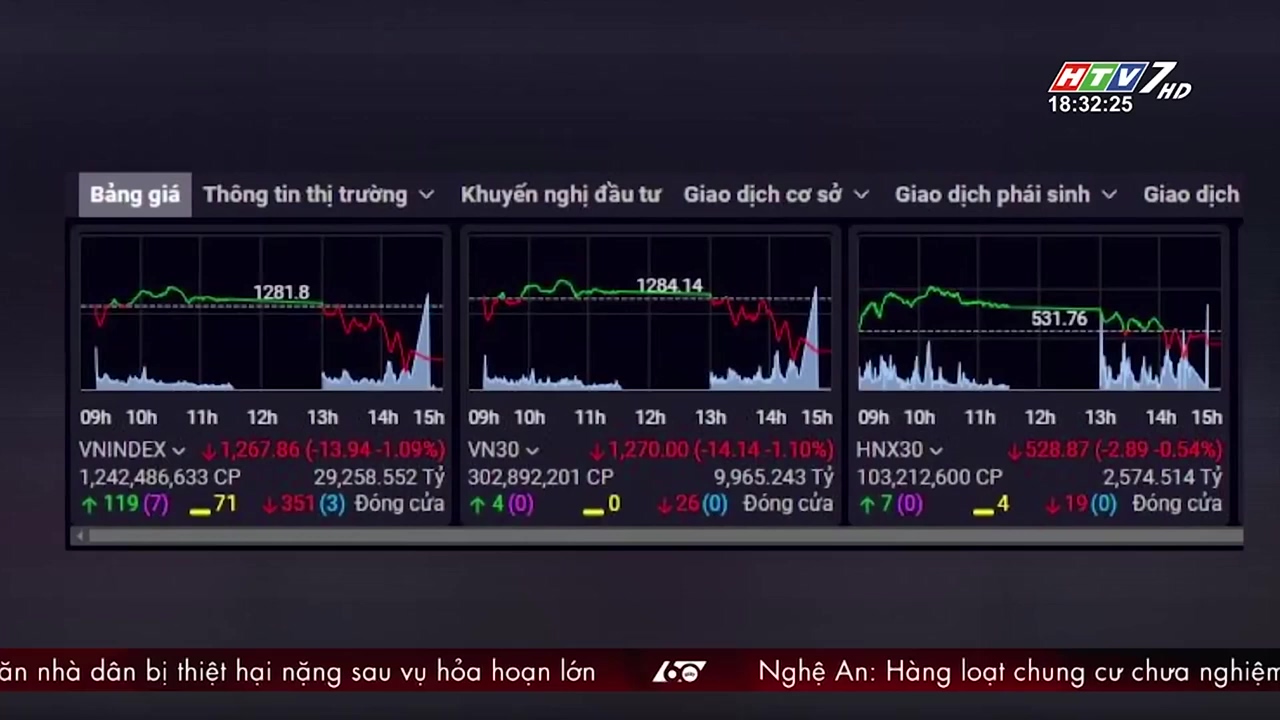 HTV7 HD
18:32:25
Bảng giá Thông tin thị trường Khuyến nghị đầu tư Giao dịch cơ sở Giao dịch phái sinh Giao dịch
1281.8
09h 10h 11h 12h 13h 14h 15h
VNINDEX ↓1,267.86 (-13.94 -1.09%)
1,242,486,633 CP 29,258.552 Tỷ
↑119 (7) 71 ↓351 (3) Đóng cửa
1284.14
09h 10h 11h 12h 13h 14h 15h
VN30 ↓1,270.00 (-14.14 -1.10%)
302,892,201 CP 9,965.243 Tỷ
↑4 (0) 0 ↓26 (0) Đóng cửa
531.76
09h 10h 11h 12h 13h 14h 15h
HNX30 ↓528.87 (-2.89 -0.54%)
103,212,600 CP 2,574.514 Tỷ
↑7 (0) 4 ↓19 (0) Đóng cửa
ăn nhà dân bị thiệt hại nặng sau vụ hỏa hoạn lớn 60 giây Nghệ An: Hàng loạt chung cư chưa nghiệm